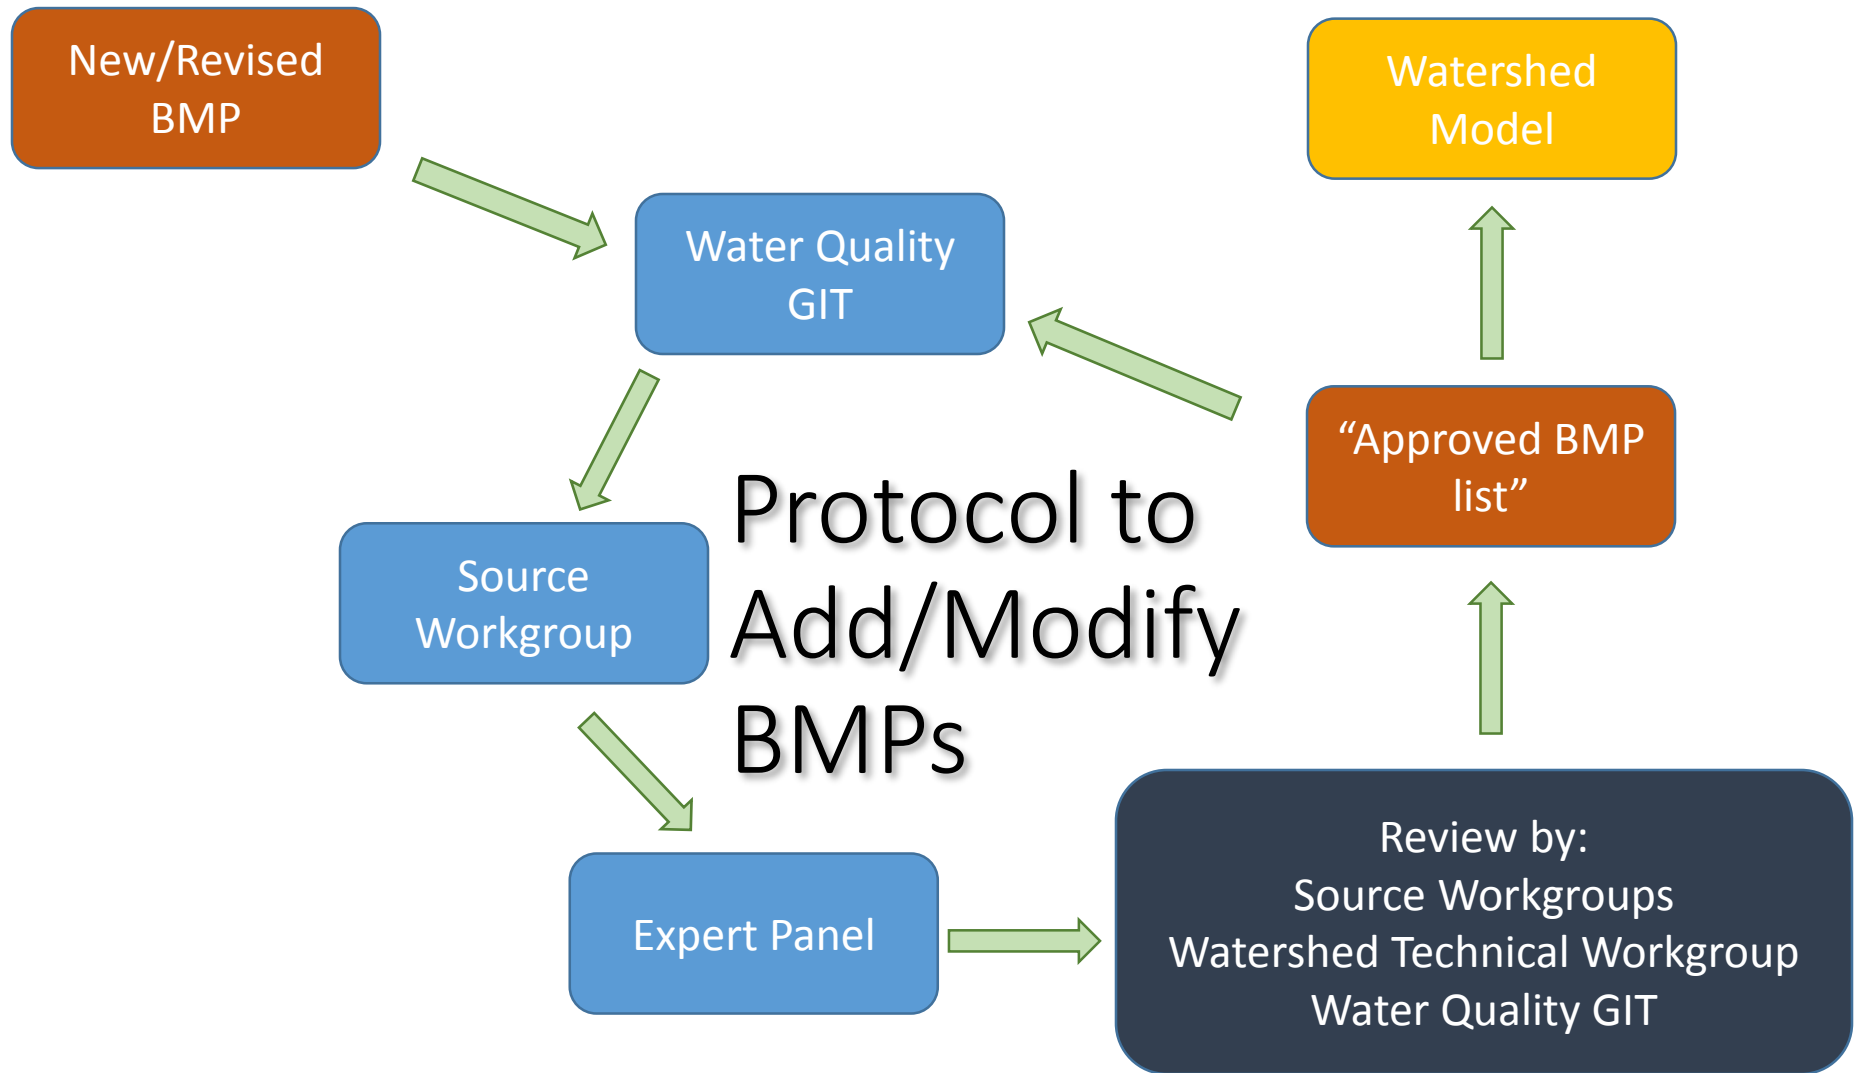 New/Revised
BMP
Watershed
Model
Water Quality
GIT
“Approved BMP
list”
Protocol to
Add/Modify
BMPs
Source
Workgroup
Expert Panel
Review by:
Source Workgroups
Watershed Technical Workgroup
Water Quality GIT